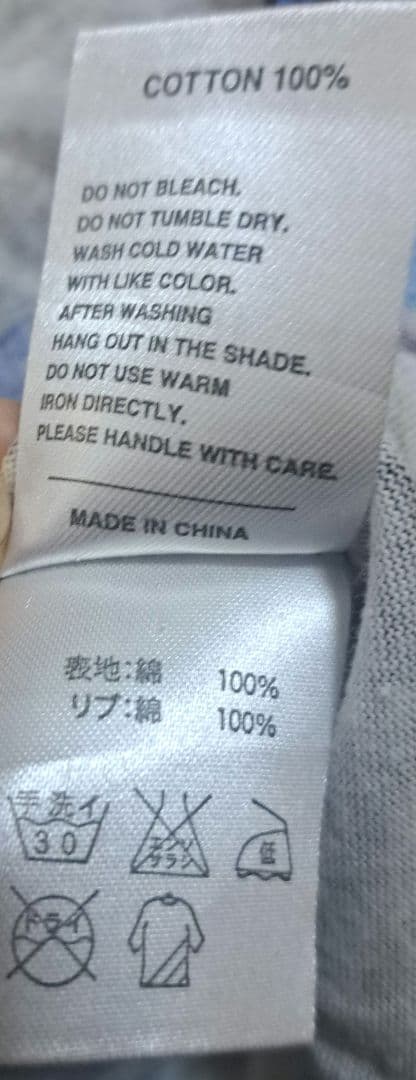 COTTON 100%
DO NOT BLEACH.
DO NOT TUMBLE DRY.
WASH COLD WATER
WITH LIKE COLOR.
AFTER WASHING
HANG OUT IN THE SHADE.
DO NOT USE WARM
IRON DIRECTLY.
PLEASE HANDLE WITH CARE.
MADE IN CHINA
表地:綿 100%
リブ:綿 100%
手洗イ
30
エンソ
サラシ
低
ドライ